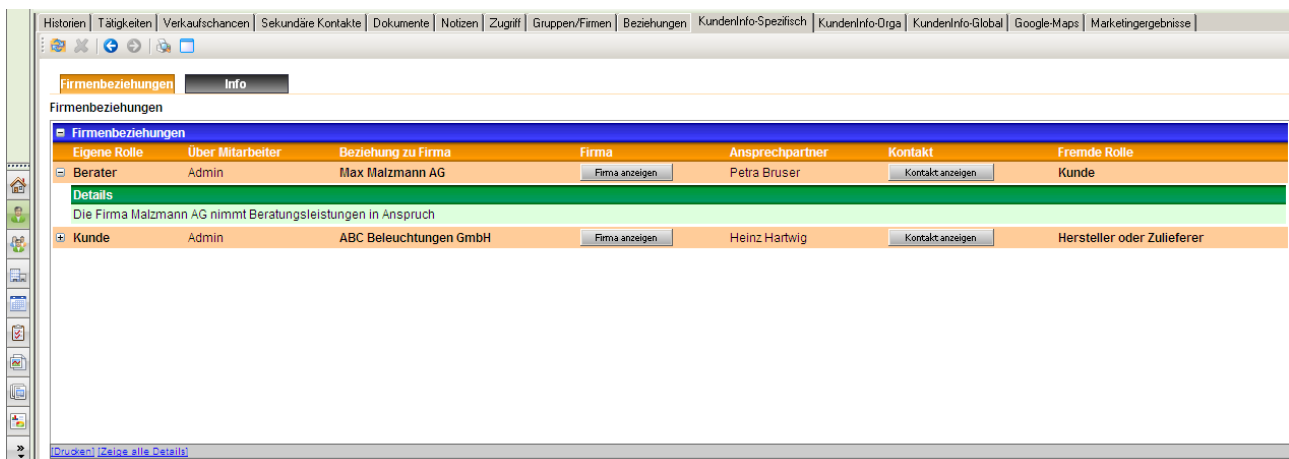 Historien Tätigkeiten Verkaufschancen Sekundäre Kontakte Dokumente Notizen Zugriff Gruppen/Firmen Beziehungen KundenInfo-Spezifisch KundenInfo-Orga KundenInfo-Global Google-Maps Marketingergebnisse
Firmenbeziehungen Info
Firmenbeziehungen
Firmenbeziehungen
Eigene Rolle Über Mitarbeiter Beziehung zu Firma Firma Ansprechpartner Kontakt Fremde Rolle
Berater Admin Max Malzmann AG Firma anzeigen Petra Bruser Kontakt anzeigen Kunde
Details
Die Firma Malzmann AG nimmt Beratungsleistungen in Anspruch
Kunde Admin ABC Beleuchtungen GmbH Firma anzeigen Heinz Hartwig Kontakt anzeigen Hersteller oder Zulieferer
[Drucken] [Zeige alle Details]